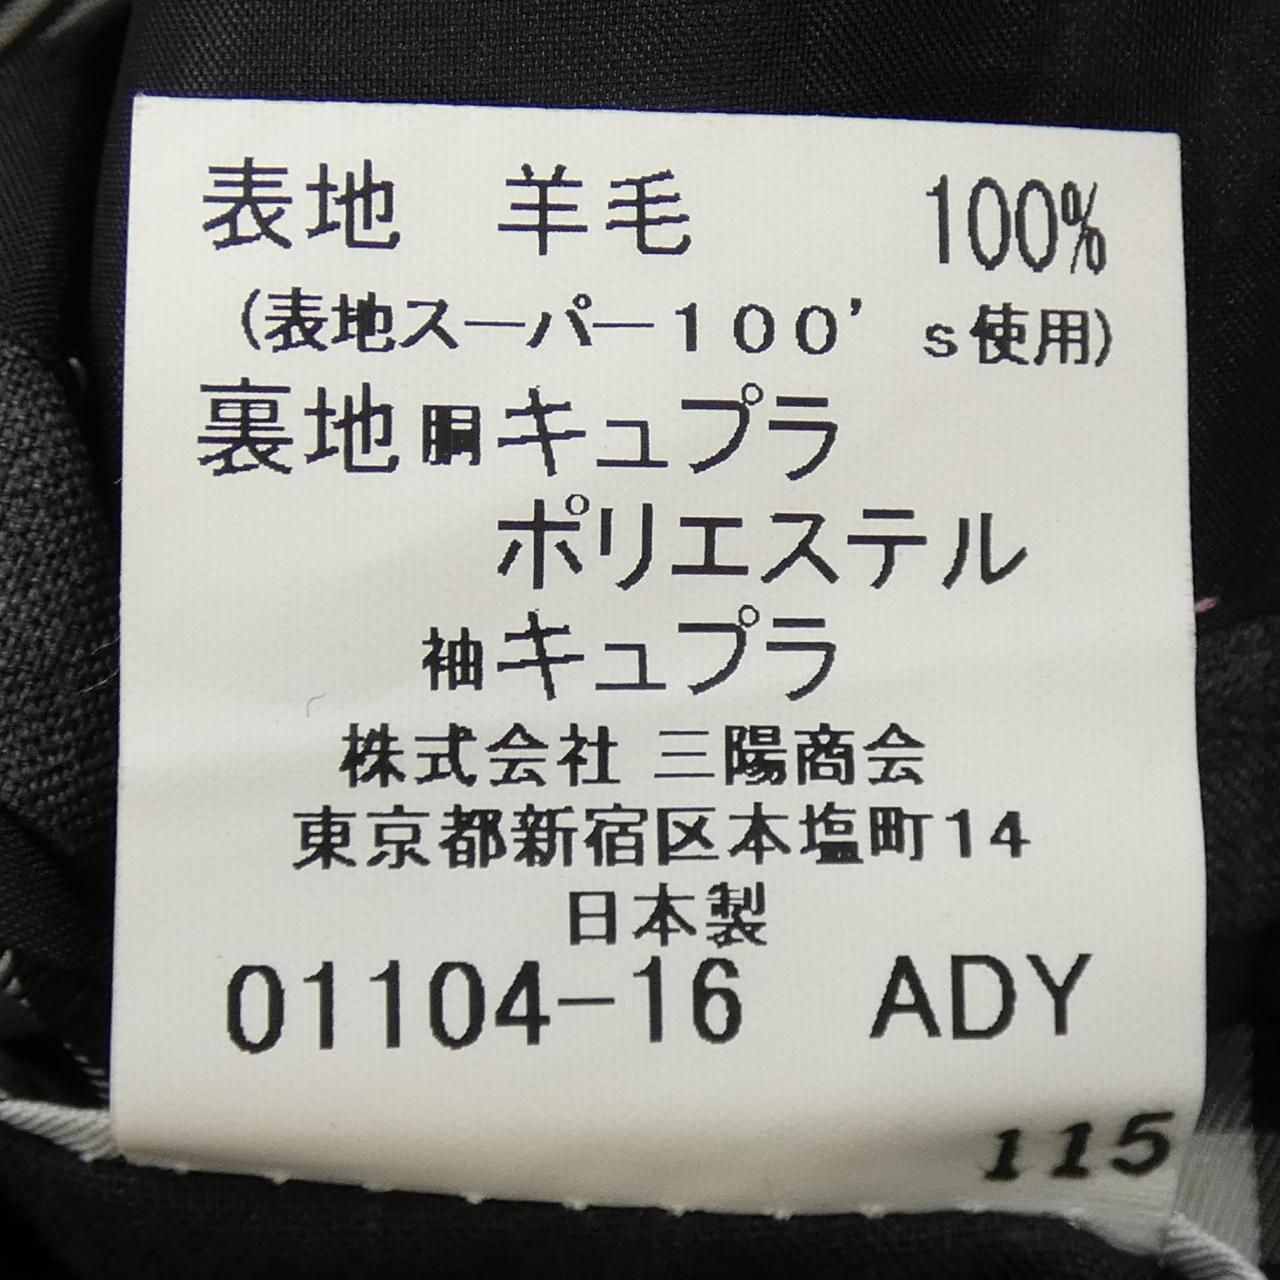 表地 羊毛 100%
(表地スーパー100's使用)
裏地 胴 キュプラ
ポリエステル
袖 キュプラ
株式会社 三陽商会
東京都新宿区本塩町14
日本製
01104-16 ADY
115